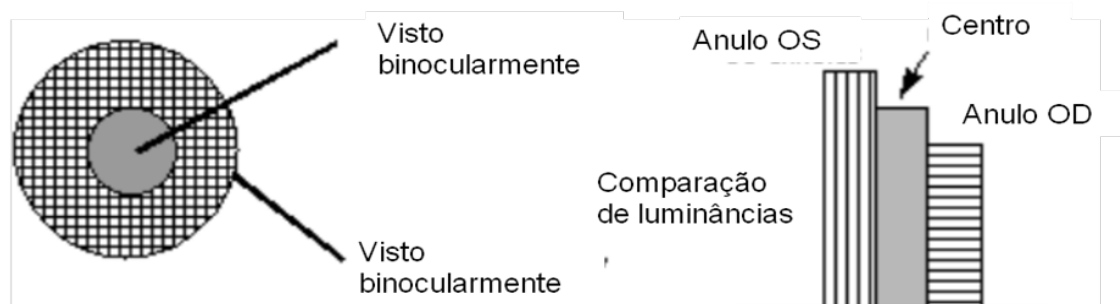 Visto
binocularmente
Visto
binocularmente
Anulo OS
Centro
Anulo OD
Comparação
de luminâncias